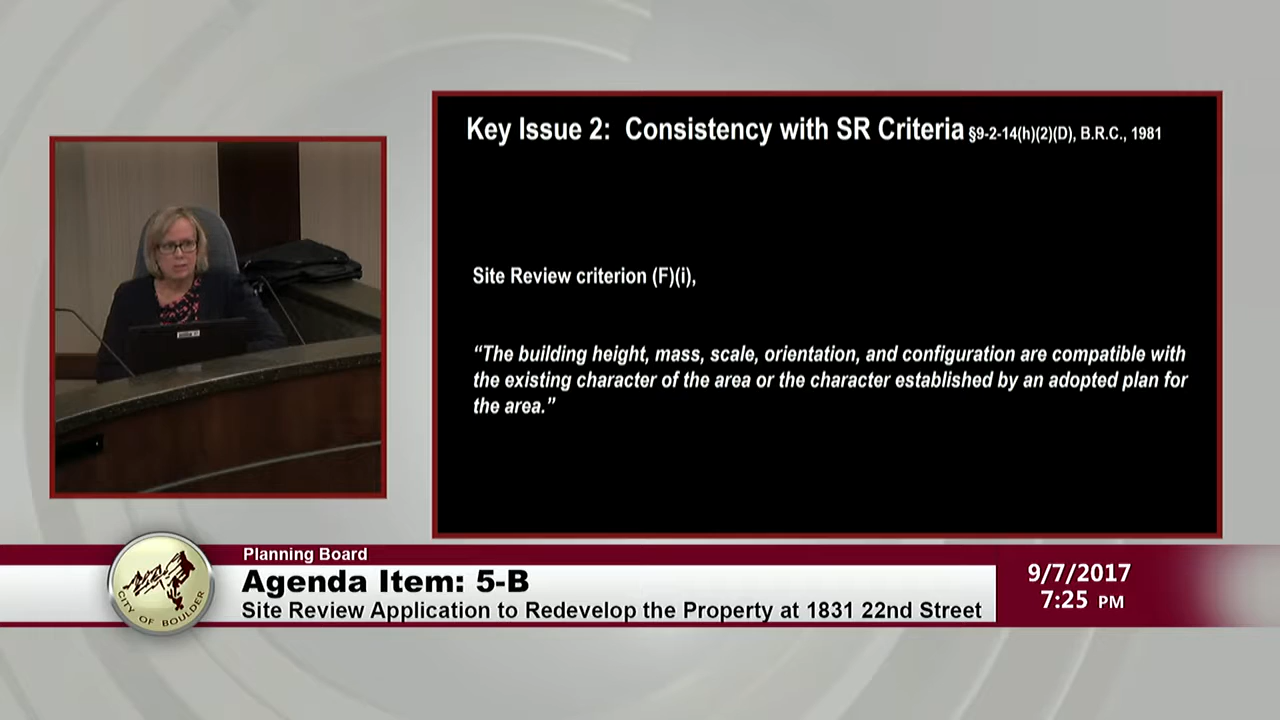 Key Issue 2: Consistency with SR Criteria §9-2-14(h)(2)(D), B.R.C., 1981
Site Review criterion (F)(i),
“The building height, mass, scale, orientation, and configuration are compatible with
the existing character of the area or the character established by an adopted plan for
the area.”
Planning Board
Agenda Item: 5-B
Site Review Application to Redevelop the Property at 1831 22nd Street
9/7/2017
7:25 PM
CITY OF BOULDER